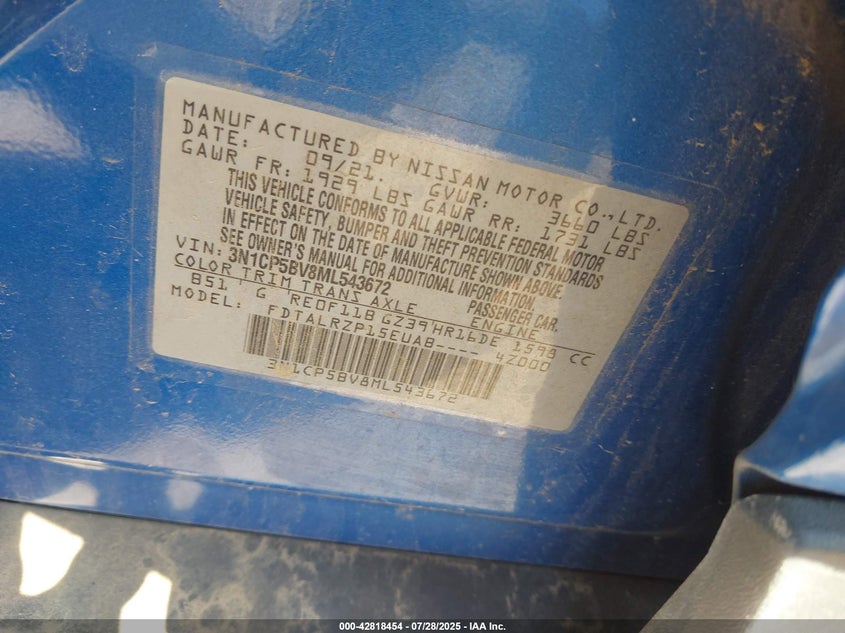 MANUFACTURED BY NISSAN MOTOR CO.,LTD.
DATE: 09/21. GVWR: 3660 LBS
GAWR FR: 1929 LBS GAWR RR: 1731 LBS
THIS VEHICLE CONFORMS TO ALL APPLICABLE FEDERAL MOTOR
VEHICLE SAFETY, BUMPER AND THEFT PREVENTION STANDARDS
IN EFFECT ON THE DATE OF MANUFACTURE SHOWN ABOVE.
SEE OWNER'S MANUAL FOR ADDITIONAL INFORMATION.
VIN: 3N1CP5BV8ML543672 PASSENGER CAR.
COLOR TRIM TRANS AXLE ENGINE
B51 G RE0F11B GZ39 HR16DE 1598 CC
MODEL: FDTALRZP15EUAB---- 4Z000
3N1CP5BV8ML543672
000-42818454 - 07/28/2025 - IAA Inc.